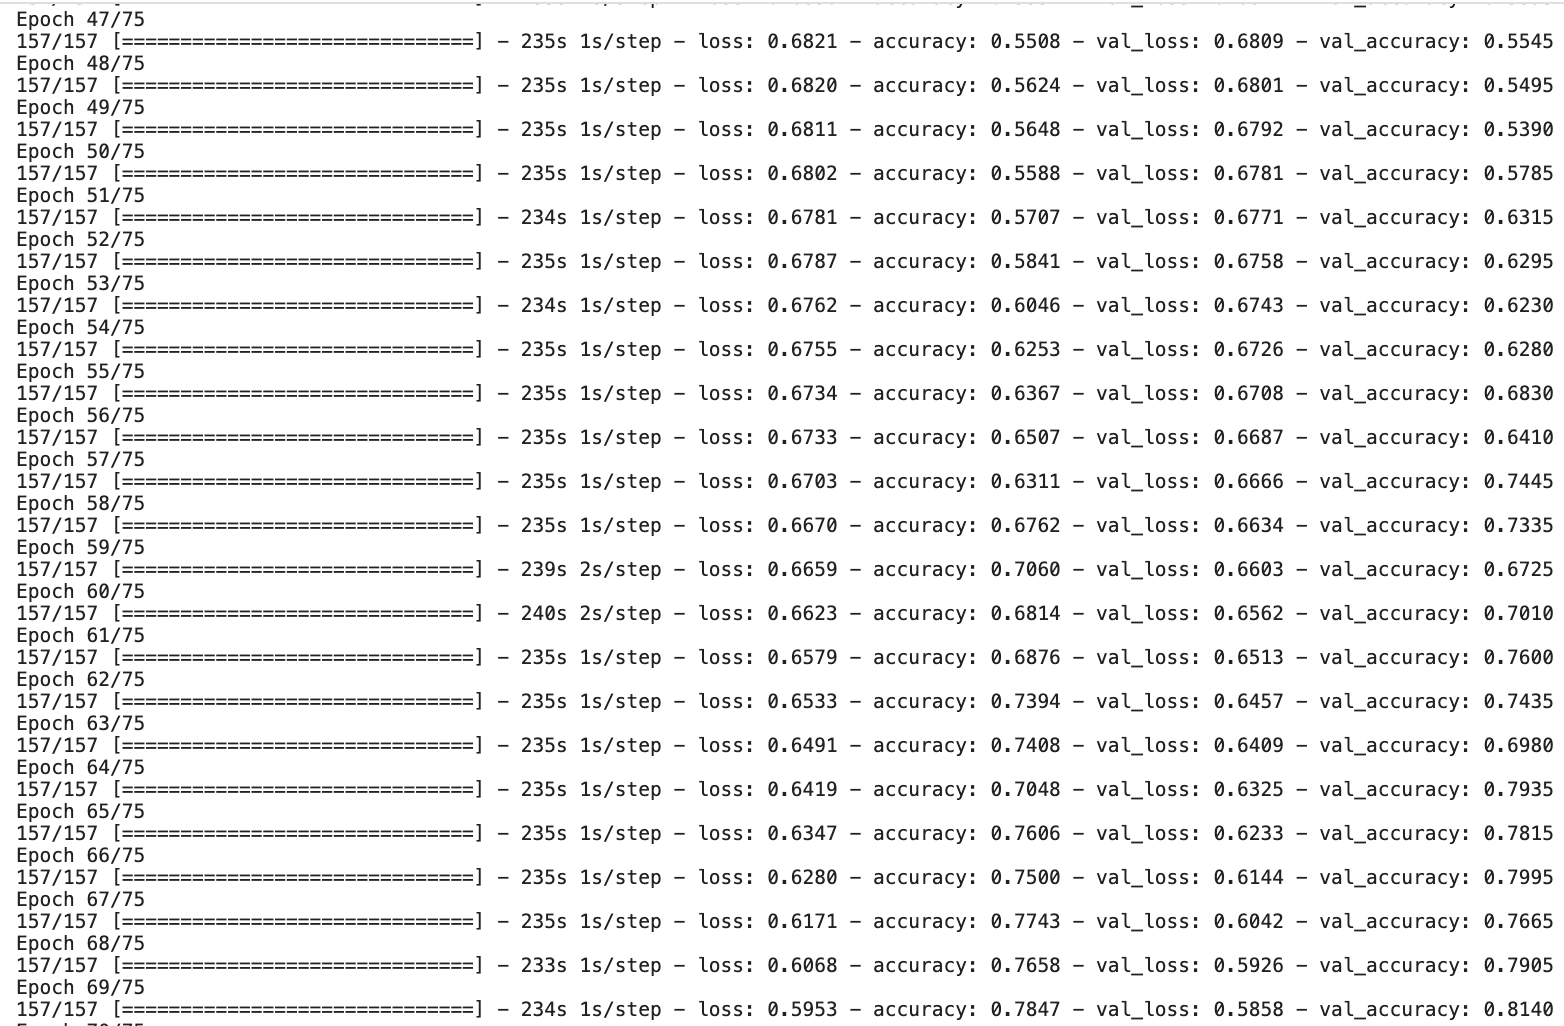 Epoch 47/75
157/157 [==============================] - 235s 1s/step - loss: 0.6821 - accuracy: 0.5508 - val_loss: 0.6809 - val_accuracy: 0.5545
Epoch 48/75
157/157 [==============================] - 235s 1s/step - loss: 0.6820 - accuracy: 0.5624 - val_loss: 0.6801 - val_accuracy: 0.5495
Epoch 49/75
157/157 [==============================] - 235s 1s/step - loss: 0.6811 - accuracy: 0.5648 - val_loss: 0.6792 - val_accuracy: 0.5390
Epoch 50/75
157/157 [==============================] - 235s 1s/step - loss: 0.6802 - accuracy: 0.5588 - val_loss: 0.6781 - val_accuracy: 0.5785
Epoch 51/75
157/157 [==============================] - 234s 1s/step - loss: 0.6781 - accuracy: 0.5707 - val_loss: 0.6771 - val_accuracy: 0.6315
Epoch 52/75
157/157 [==============================] - 235s 1s/step - loss: 0.6787 - accuracy: 0.5841 - val_loss: 0.6758 - val_accuracy: 0.6295
Epoch 53/75
157/157 [==============================] - 234s 1s/step - loss: 0.6762 - accuracy: 0.6046 - val_loss: 0.6743 - val_accuracy: 0.6230
Epoch 54/75
157/157 [==============================] - 235s 1s/step - loss: 0.6755 - accuracy: 0.6253 - val_loss: 0.6726 - val_accuracy: 0.6280
Epoch 55/75
157/157 [==============================] - 235s 1s/step - loss: 0.6734 - accuracy: 0.6367 - val_loss: 0.6708 - val_accuracy: 0.6830
Epoch 56/75
157/157 [==============================] - 235s 1s/step - loss: 0.6733 - accuracy: 0.6507 - val_loss: 0.6687 - val_accuracy: 0.6410
Epoch 57/75
157/157 [==============================] - 235s 1s/step - loss: 0.6703 - accuracy: 0.6311 - val_loss: 0.6666 - val_accuracy: 0.7445
Epoch 58/75
157/157 [==============================] - 235s 1s/step - loss: 0.6670 - accuracy: 0.6762 - val_loss: 0.6634 - val_accuracy: 0.7335
Epoch 59/75
157/157 [==============================] - 239s 2s/step - loss: 0.6659 - accuracy: 0.7060 - val_loss: 0.6603 - val_accuracy: 0.6725
Epoch 60/75
157/157 [==============================] - 240s 2s/step - loss: 0.6623 - accuracy: 0.6814 - val_loss: 0.6562 - val_accuracy: 0.7010
Epoch 61/75
157/157 [==============================] - 235s 1s/step - loss: 0.6579 - accuracy: 0.6876 - val_loss: 0.6513 - val_accuracy: 0.7600
Epoch 62/75
157/157 [==============================] - 235s 1s/step - loss: 0.6533 - accuracy: 0.7394 - val_loss: 0.6457 - val_accuracy: 0.7435
Epoch 63/75
157/157 [==============================] - 235s 1s/step - loss: 0.6491 - accuracy: 0.7408 - val_loss: 0.6409 - val_accuracy: 0.6980
Epoch 64/75
157/157 [==============================] - 235s 1s/step - loss: 0.6419 - accuracy: 0.7048 - val_loss: 0.6325 - val_accuracy: 0.7935
Epoch 65/75
157/157 [==============================] - 235s 1s/step - loss: 0.6347 - accuracy: 0.7606 - val_loss: 0.6233 - val_accuracy: 0.7815
Epoch 66/75
157/157 [==============================] - 235s 1s/step - loss: 0.6280 - accuracy: 0.7500 - val_loss: 0.6144 - val_accuracy: 0.7995
Epoch 67/75
157/157 [==============================] - 235s 1s/step - loss: 0.6171 - accuracy: 0.7743 - val_loss: 0.6042 - val_accuracy: 0.7665
Epoch 68/75
157/157 [==============================] - 233s 1s/step - loss: 0.6068 - accuracy: 0.7658 - val_loss: 0.5926 - val_accuracy: 0.7905
Epoch 69/75
157/157 [==============================] - 234s 1s/step - loss: 0.5953 - accuracy: 0.7847 - val_loss: 0.5858 - val_accuracy: 0.8140